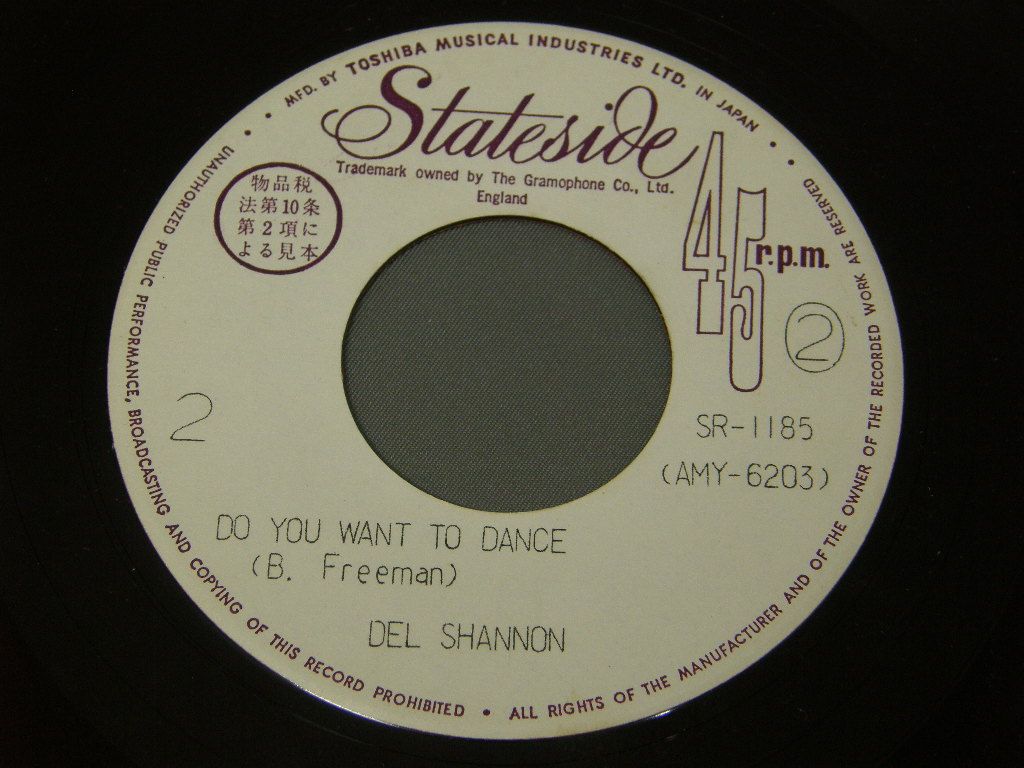 MFD. BY TOSHIBA MUSICAL INDUSTRIES LTD. IN JAPAN
Stateside
Trademark owned by The Gramophone Co., Ltd.
England
物品税
法第10条
第2項に
よる見本
45 r.p.m.
2
2
SR-1185
(AMY-6203)
DO YOU WANT TO DANCE
(B. Freeman)
DEL SHANNON
UNAUTHORIZED PUBLIC PERFORMANCE, BROADCASTING AND COPYING OF THIS RECORD PROHIBITED • ALL RIGHTS OF THE MANUFACTURER AND OF THE OWNER OF THE RECORDED WORK ARE RESERVED